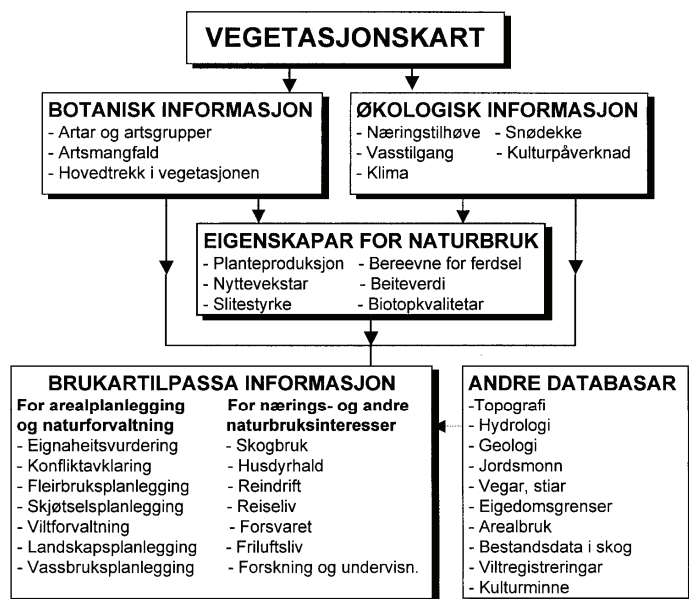 VEGETASJONSKART
BOTANISK INFORMASJON
- Artar og artsgrupper
- Artsmangfald
- Hovedtrekk i vegetasjonen
ØKOLOGISK INFORMASJON
- Næringstilhøve - Snødekke
- Vasstilgang - Kulturpåverknad
- Klima
EIGENSKAPAR FOR NATURBRUK
- Planteproduksjon - Bereevne for ferdsel
- Nyttevekstar - Beiteverdi
- Slitestyrke - Biotopkvalitetar
BRUKARTILPASSA INFORMASJON
For arealplanlegging
og naturforvaltning
- Eignaheitsvurdering
- Konfliktavklaring
- Fleirbruksplanlegging
- Skjøtselsplanlegging
- Viltforvaltning
- Landskapsplanlegging
- Vassbruksplanlegging
For nærings- og andre
naturbruksinteresser
- Skogbruk
- Husdyrhald
- Reindrift
- Reiseliv
- Forsvaret
- Friluftsliv
- Forskning og undervisn.
ANDRE DATABASAR
-Topografi
- Hydrologi
- Geologi
- Jordsmonn
- Vegar, stiar
- Eigedomsgrenser
- Arealbruk
- Bestandsdata i skog
- Viltregistreringar
- Kulturminne